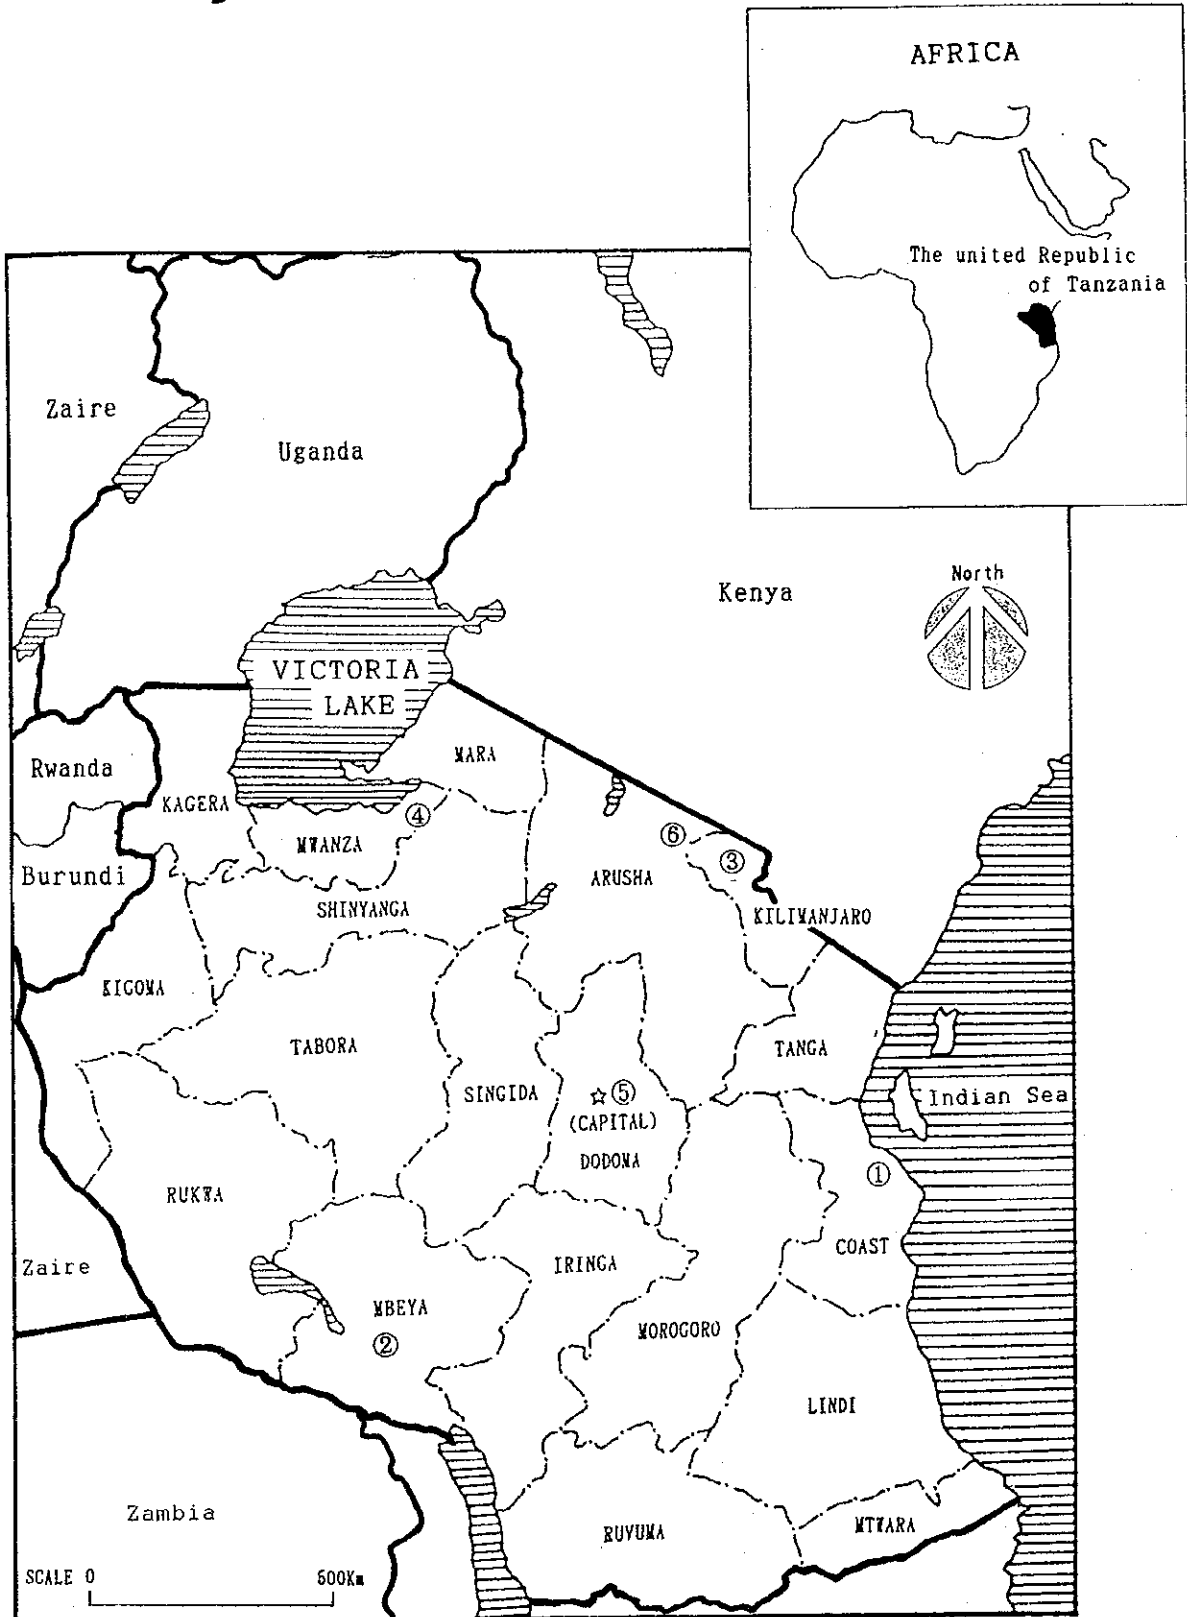 AFRICA
The united Republic
of Tanzania
Zaire
Uganda
Kenya
North
VICTORIA
LAKE
Rwanda
MARA
KAGERA
④
MWANZA
⑥
③
Burundi
ARUSHA
SHINYANGA
KILIMANJARO
KIGOMA
TABORA
TANGA
SINGIDA
☆⑤
(CAPITAL)
DODOMA
Indian Sea
①
RUKWA
COAST
Zaire
IRINGA
MBEYA
②
MOROGORO
LINDI
Zambia
RUVUMA
MTWARA
SCALE 0 500Km